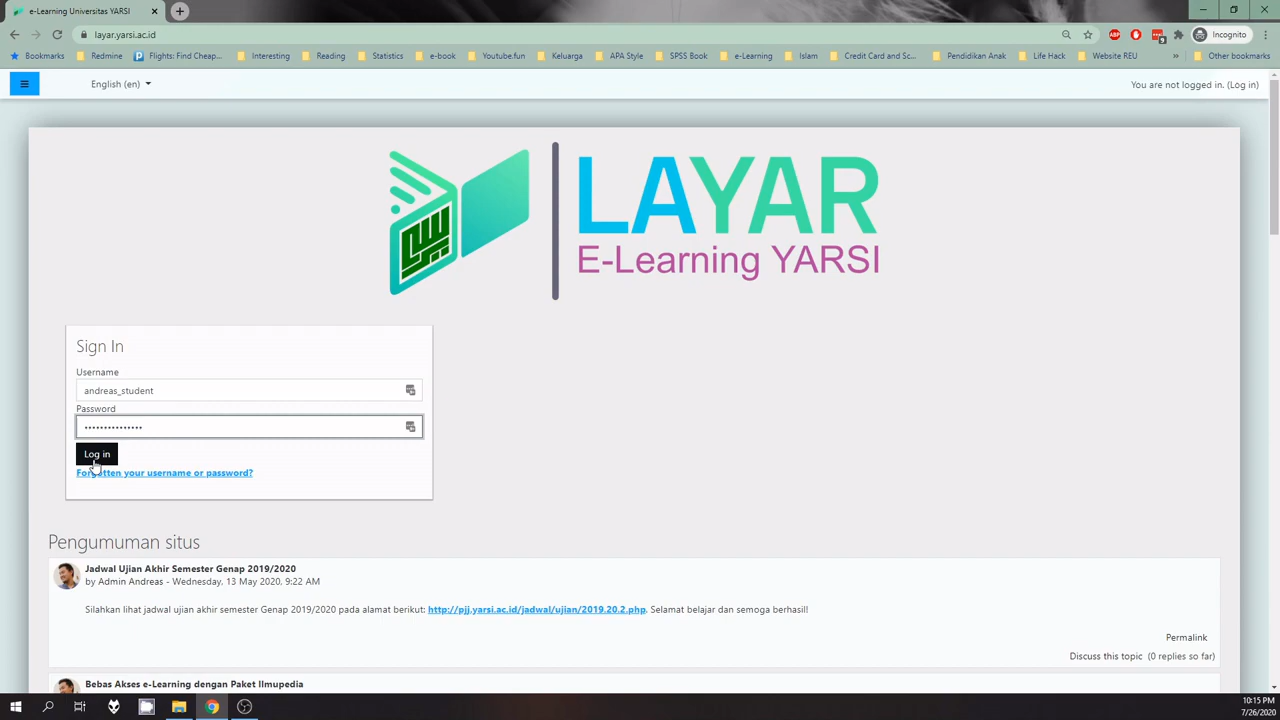 e-Learning Universitas YARSI
layar.yarsi.ac.id
Incognito
Bookmarks
Redmine
Flights: Find Cheap...
Interesting
Reading
Statistics
e-book
Youtube.fun
Keluarga
APA Style
SPSS Book
e-Learning
Islam
Credit Card and Sc...
Pendidikan Anak
Life Hack
Website REU
Other bookmarks
English (en)
You are not logged in. (Log in)
LAYAR
E-Learning YARSI
Sign In
Username
andreas_student
Password
•••••••••••••••
Log in
Forgotten your username or password?
Pengumuman situs
Jadwal Ujian Akhir Semester Genap 2019/2020
by Admin Andreas - Wednesday, 13 May 2020, 9:22 AM
Silahkan lihat jadwal ujian akhir semester Genap 2019/2020 pada alamat berikut: http://pjj.yarsi.ac.id/jadwal/ujian/2019.20.2.php. Selamat belajar dan semoga berhasil!
Permalink
Discuss this topic (0 replies so far)
Bebas Akses e-Learning dengan Paket Ilmupedia
10:15 PM
7/26/2020